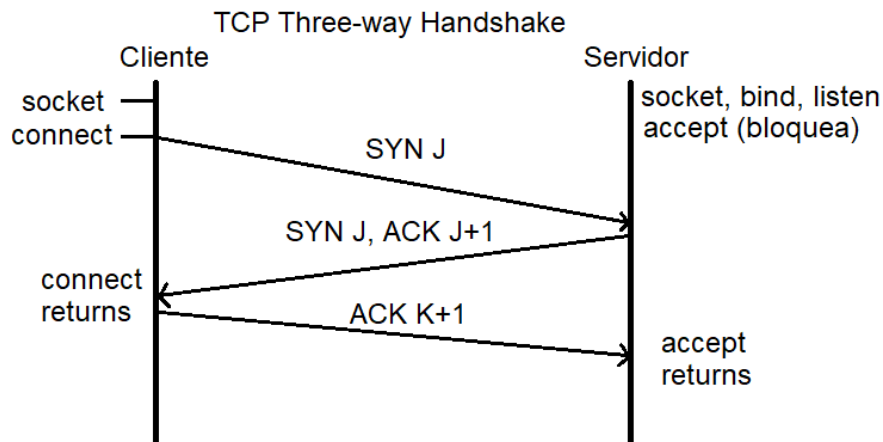 TCP Three-way Handshake
Cliente
Servidor
socket
socket, bind, listen
connect
accept (bloquea)
SYN J
SYN J, ACK J+1
connect
returns
ACK K+1
accept
returns